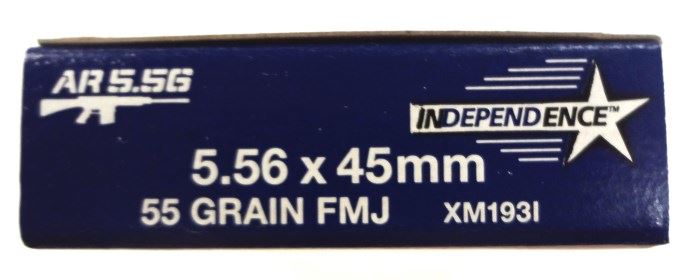 AR 5.56
INDEPENDENCE™
5.56 x 45mm
55 GRAIN FMJ XM193I